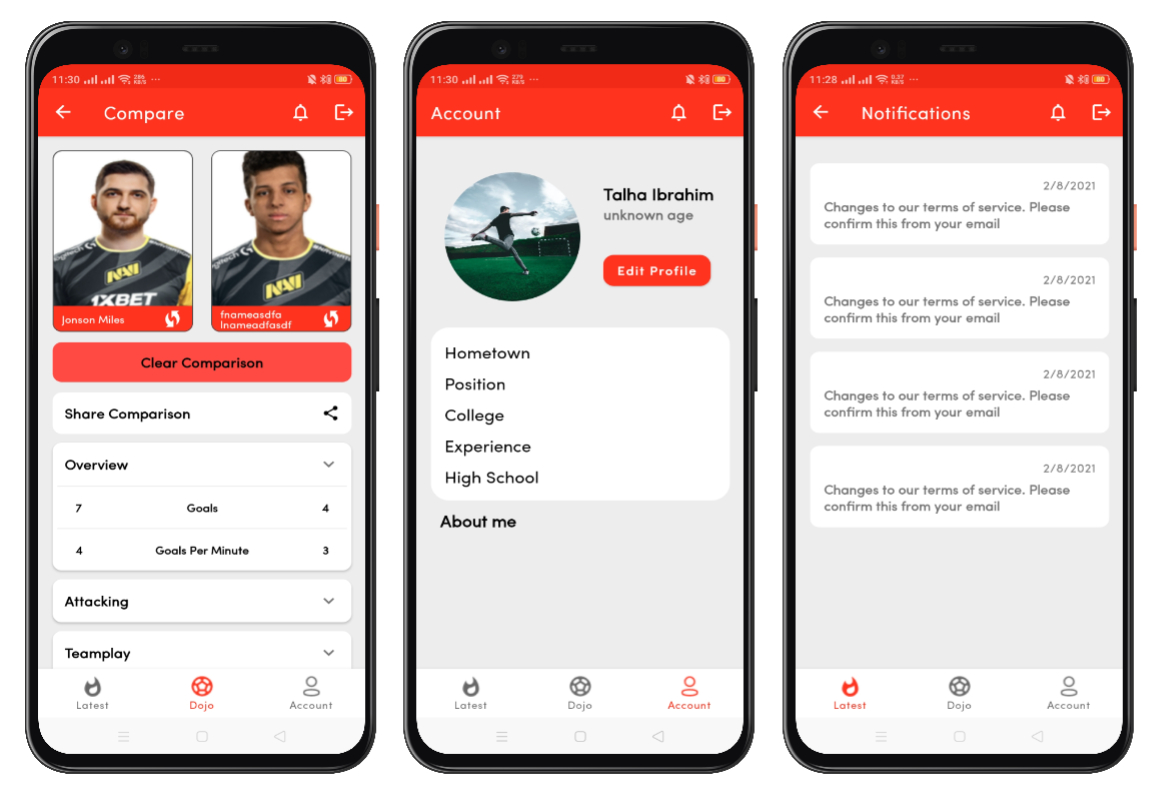 11:30
Compare
NAVI
1XBET
Jonson Miles
NAVI
fnameasdfa
lnameadfasdf
Clear Comparison
Share Comparison
Overview
7 Goals 4
4 Goals Per Minute 3
Attacking
Teamplay
Latest Dojo Account
11:30
Account
Talha Ibrahim
unknown age
Edit Profile
Hometown
Position
College
Experience
High School
About me
Latest Dojo Account
11:28
Notifications
2/8/2021
Changes to our terms of service. Please
confirm this from your email
2/8/2021
Changes to our terms of service. Please
confirm this from your email
2/8/2021
Changes to our terms of service. Please
confirm this from your email
2/8/2021
Changes to our terms of service. Please
confirm this from your email
Latest Dojo Account